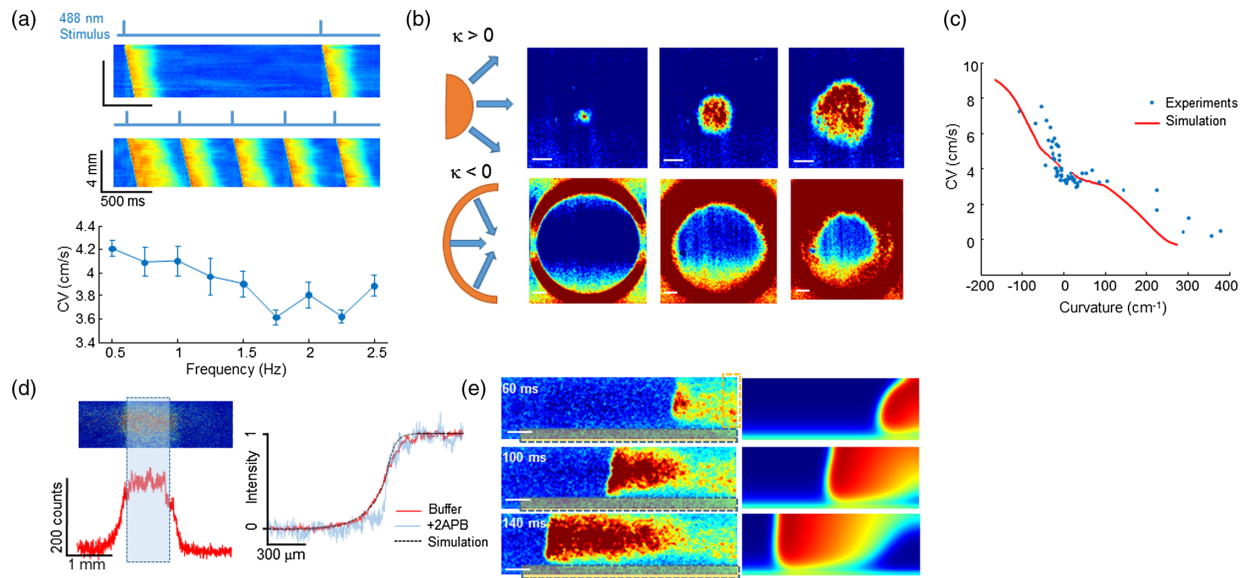 (a)
488 nm
Stimulus
4 mm
500 ms
CV (cm/s)
4.4
4.2
4
3.8
3.6
3.4
0.5
1
1.5
2
2.5
Frequency (Hz)
(b)
κ > 0
κ < 0
(c)
CV (cm/s)
10
8
6
4
2
0
-200
-100
0
100
200
300
400
Curvature (cm-1)
Experiments
Simulation
(d)
200 counts
1 mm
Intensity
1
0
300 μm
Buffer
+2APB
Simulation
(e)
60 ms
100 ms
140 ms